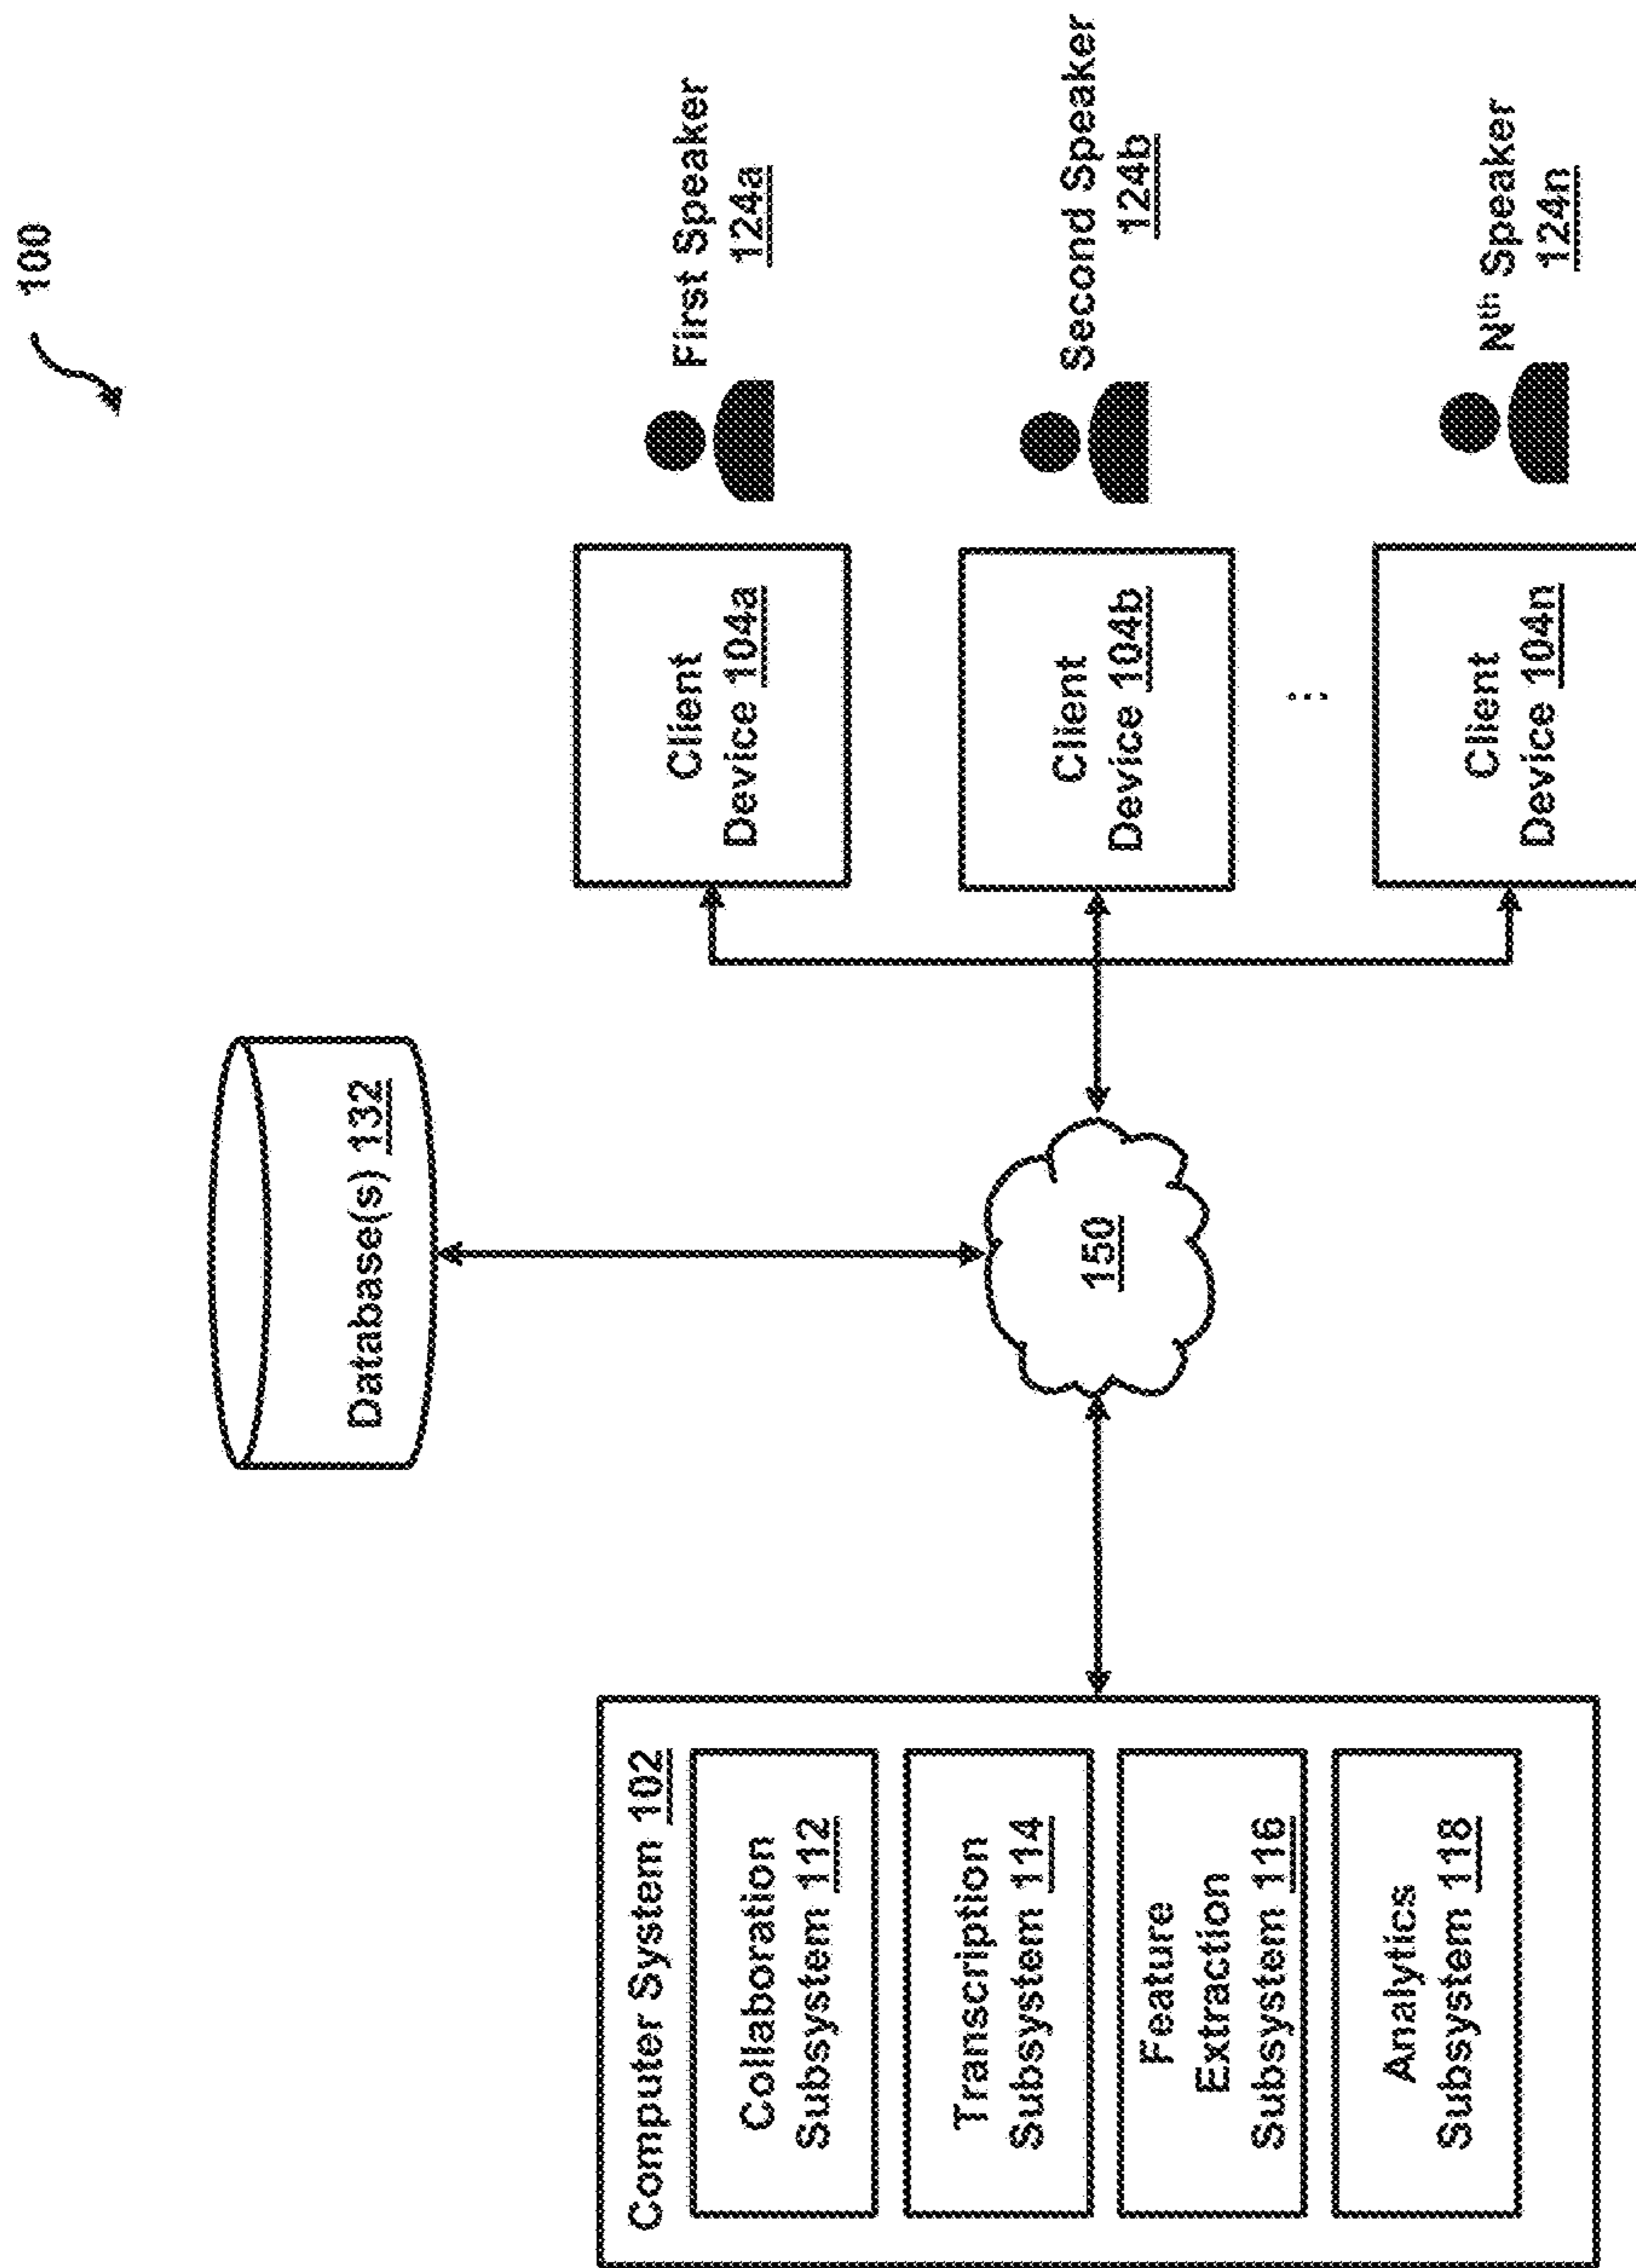 100
Database(s) 132
Computer System 102
Collaboration
Subsystem 112
Transcription
Subsystem 114
Feature
Extraction
Subsystem 116
Analytics
Subsystem 118
150
Client
Device 104a
First Speaker
124a
Client
Device 104b
Second Speaker
124b
⋮
Client
Device 104n
Nth Speaker
124n